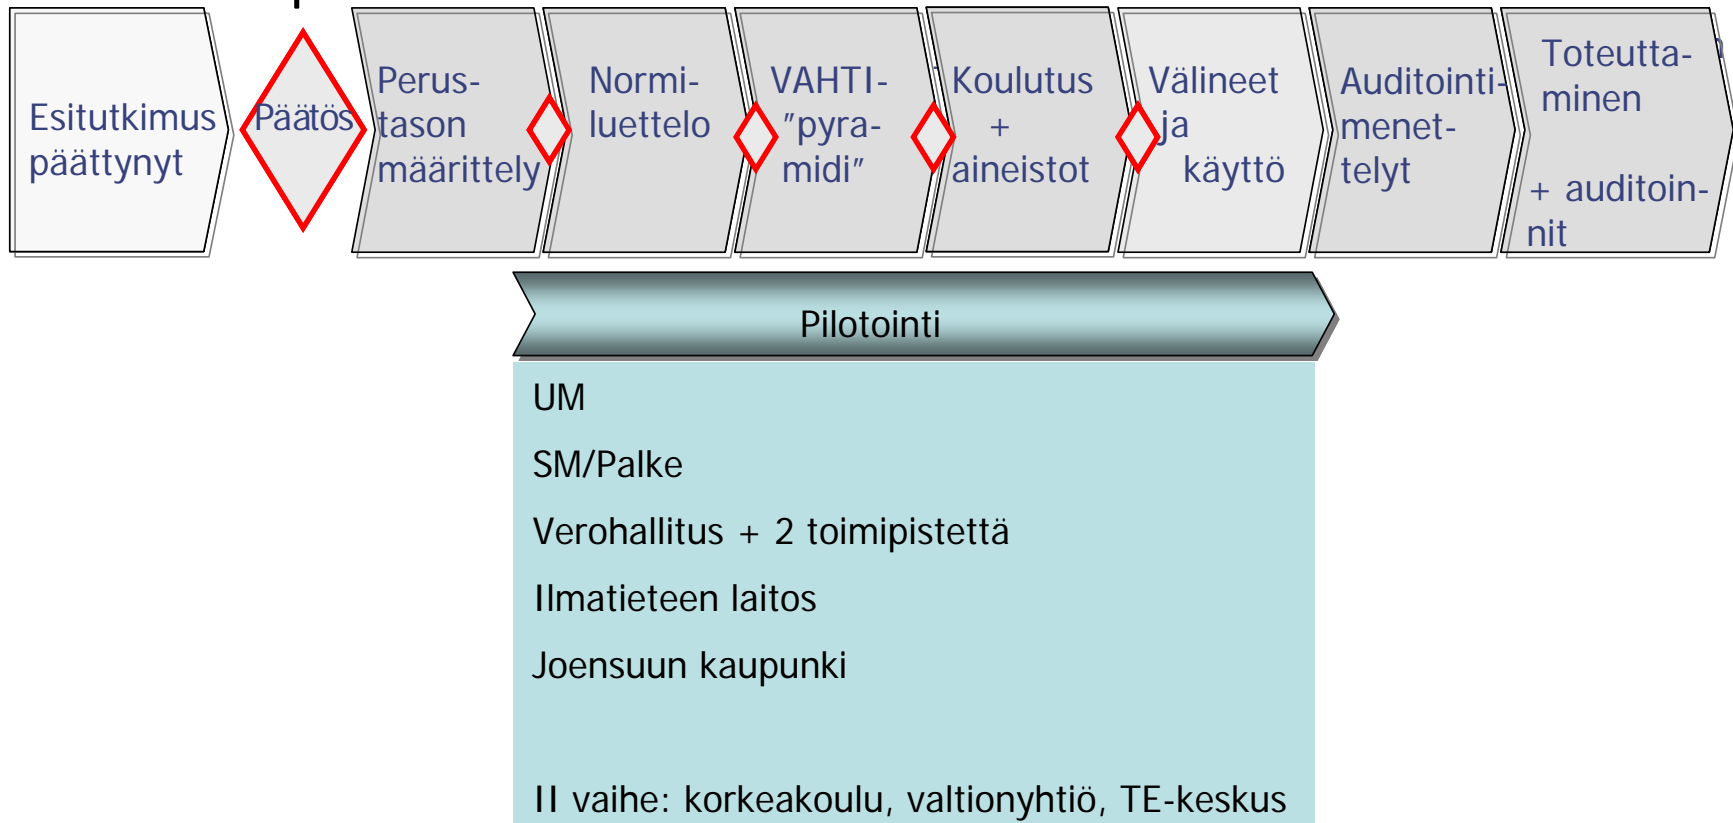 Esitutkimus
päättynyt
Päätös
Perus-
tason
määrittely
Normi-
luettelo
VAHTI-
"pyra-
midi"
Koulutus
+
aineistot
Välineet
ja
käyttö
Auditointi-
menet-
telyt
Toteutta-
minen
+ auditoin-
nit
Pilotointi
UM
SM/Palke
Verohallitus + 2 toimipistettä
Ilmatieteen laitos
Joensuun kaupunki
II vaihe: korkeakoulu, valtionyhtiö, TE-keskus